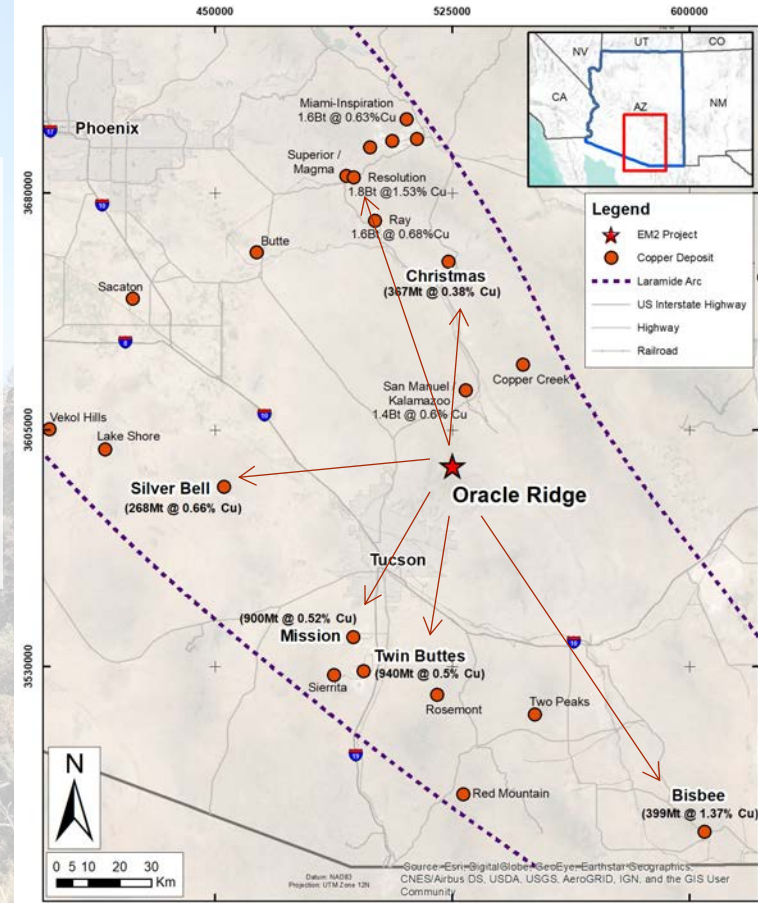 450000
525000
600000
3680000
3605000
3530000
Phoenix
17
10
8
10
10
19
Miami-Inspiration
1.6Bt @ 0.63%Cu
Superior /
Magma
Resolution
1.8Bt @1.53% Cu
Ray
1.6Bt @ 0.68%Cu
Butte
Christmas
(367Mt @ 0.38% Cu)
Sacaton
San Manuel /
Kalamazoo
1.4Bt @ 0.6% Cu
Copper Creek
Vekol Hills
Lake Shore
Silver Bell
(268Mt @ 0.66% Cu)
Oracle Ridge
Tucson
(900Mt @ 0.52% Cu)
Mission
Twin Buttes
(940Mt @ 0.5% Cu)
Sierrita
Rosemont
Two Peaks
Red Mountain
Bisbee
(399Mt @ 1.37% Cu)
NV
UT
CO
CA
AZ
NM
Legend
EM2 Project
Copper Deposit
Laramide Arc
US Interstate Highway
Highway
Railroad
N
0 5 10 20 30
Km
Datum: NAD83
Projection: UTM Zone 12N
Source: Esri, DigitalGlobe, GeoEye, Earthstar Geographics,
CNES/Airbus DS, USDA, USGS, AeroGRID, IGN, and the GIS User
Community